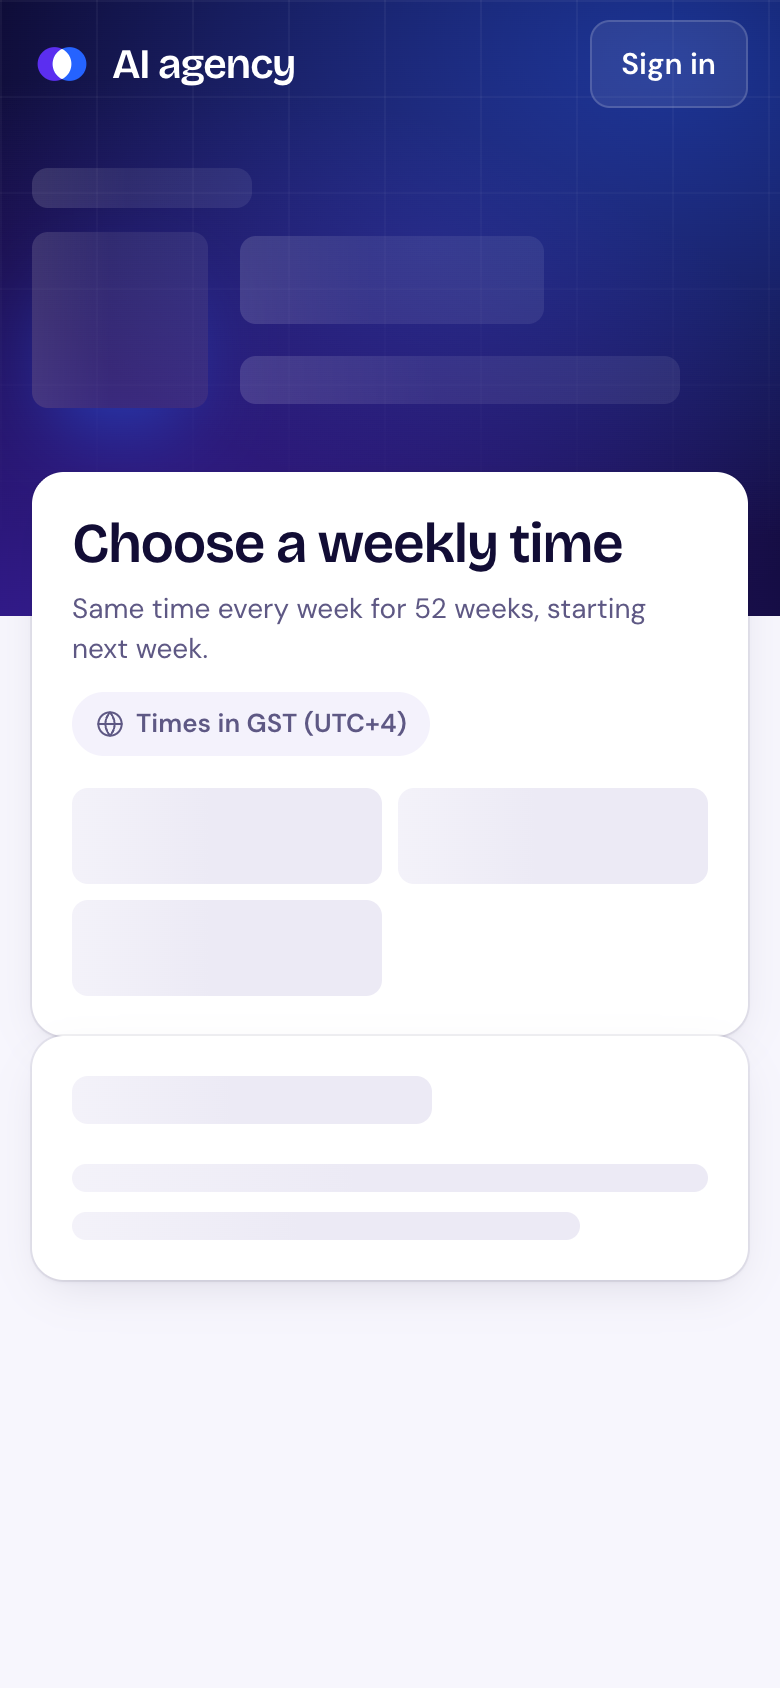 AI agency
Sign in
Choose a weekly time
Same time every week for 52 weeks, starting
next week.
Times in GST (UTC+4)